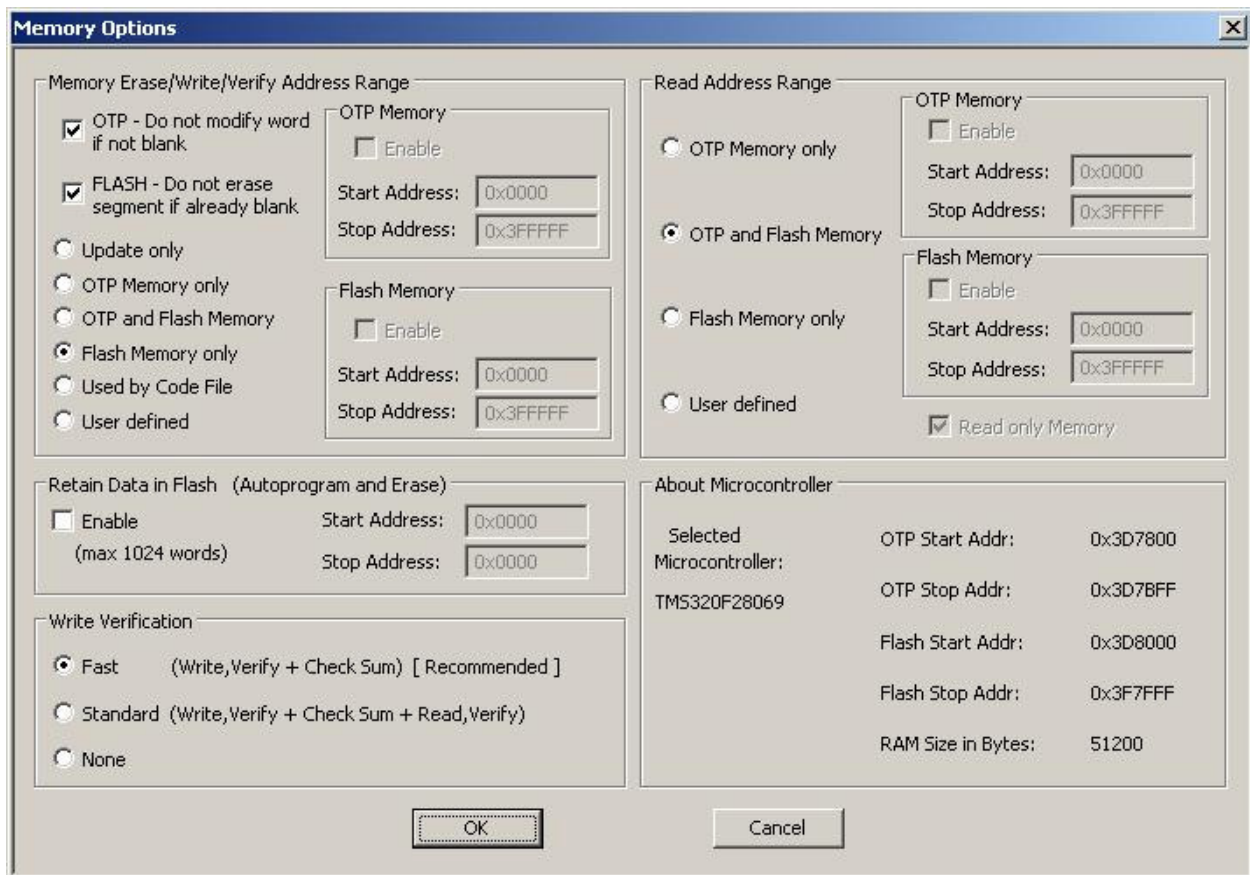 Memory Options
Memory Erase/Write/Verify Address Range
OTP - Do not modify word
if not blank
FLASH - Do not erase
segment if already blank
Update only
OTP Memory only
OTP and Flash Memory
Flash Memory only
Used by Code File
User defined
OTP Memory
Enable
Start Address: 0x0000
Stop Address: 0x3FFFFF
Flash Memory
Enable
Start Address: 0x0000
Stop Address: 0x3FFFFF
Read Address Range
OTP Memory only
OTP and Flash Memory
Flash Memory only
User defined
OTP Memory
Enable
Start Address: 0x0000
Stop Address: 0x3FFFFF
Flash Memory
Enable
Start Address: 0x0000
Stop Address: 0x3FFFFF
Read only Memory
Retain Data in Flash (Autoprogram and Erase)
Enable
(max 1024 words)
Start Address: 0x0000
Stop Address: 0x0000
Write Verification
Fast (Write,Verify + Check Sum) [ Recommended ]
Standard (Write,Verify + Check Sum + Read,Verify)
None
About Microcontroller
Selected
Microcontroller:
TMS320F28069
OTP Start Addr: 0x3D7800
OTP Stop Addr: 0x3D7BFF
Flash Start Addr: 0x3D8000
Flash Stop Addr: 0x3F7FFF
RAM Size in Bytes: 51200
OK
Cancel